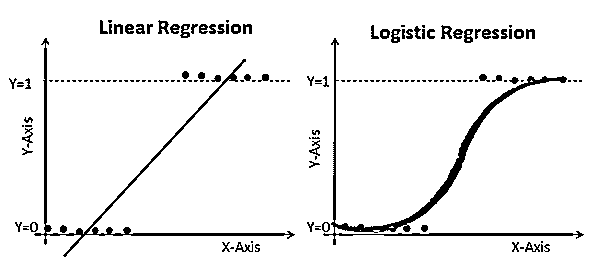 Linear Regression
Y=1
Y-Axis
Y=0
X-Axis
Logistic Regression
Y=1
Y-Axis
Y=0
X-Axis